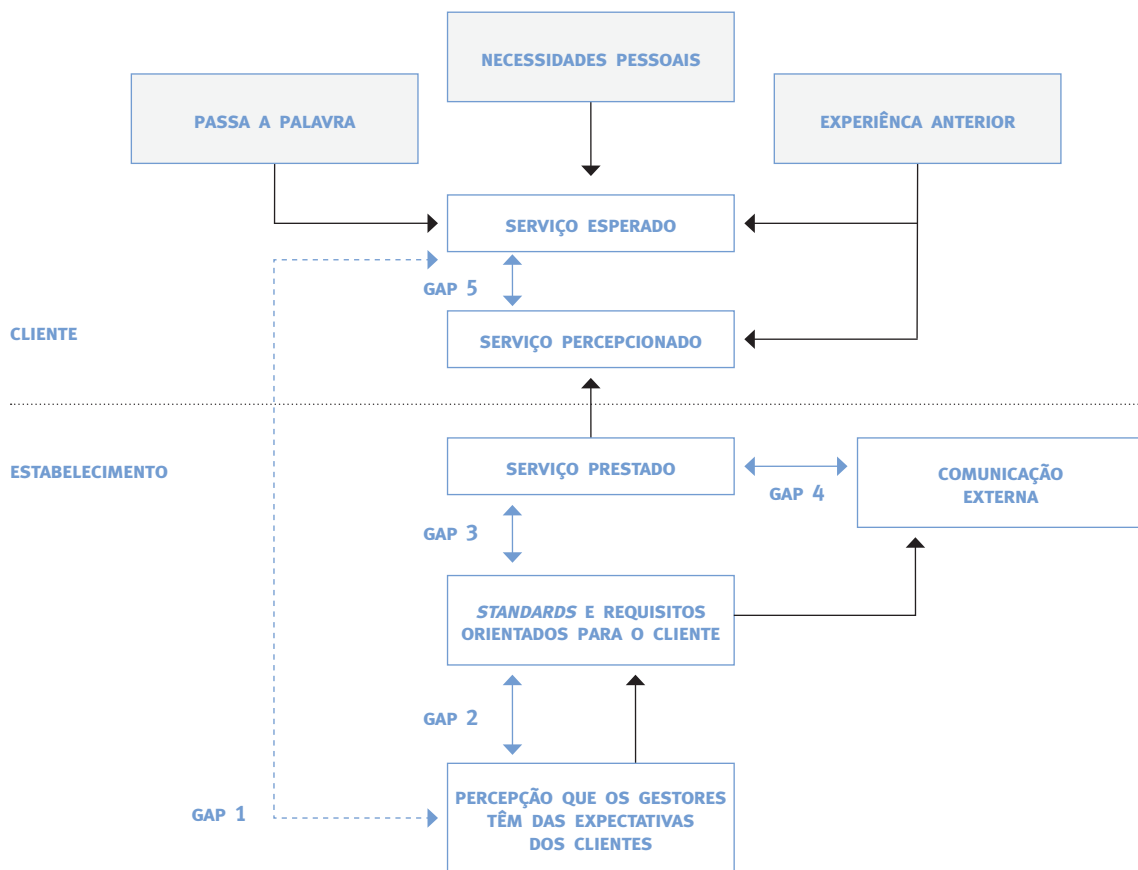 NECESSIDADES PESSOAIS
PASSA A PALAVRA
EXPERIÊNCA ANTERIOR
SERVIÇO ESPERADO
GAP 5
CLIENTE
SERVIÇO PERCEPCIONADO
ESTABELECIMENTO
SERVIÇO PRESTADO
GAP 4
COMUNICAÇÃO
EXTERNA
GAP 3
STANDARDS E REQUISITOS
ORIENTADOS PARA O CLIENTE
GAP 2
GAP 1
PERCEPÇÃO QUE OS GESTORES
TÊM DAS EXPECTATIVAS
DOS CLIENTES